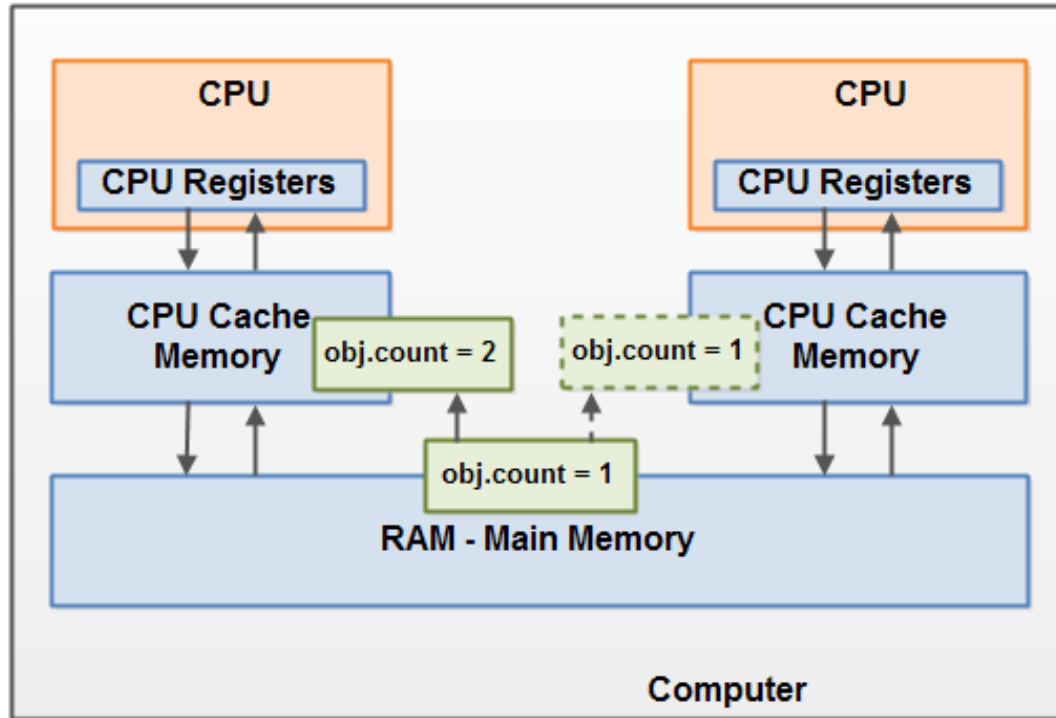 CPU
CPU
CPU Registers
CPU Registers
CPU Cache
Memory
CPU Cache
Memory
obj.count = 2
obj.count = 1
obj.count = 1
RAM - Main Memory
Computer